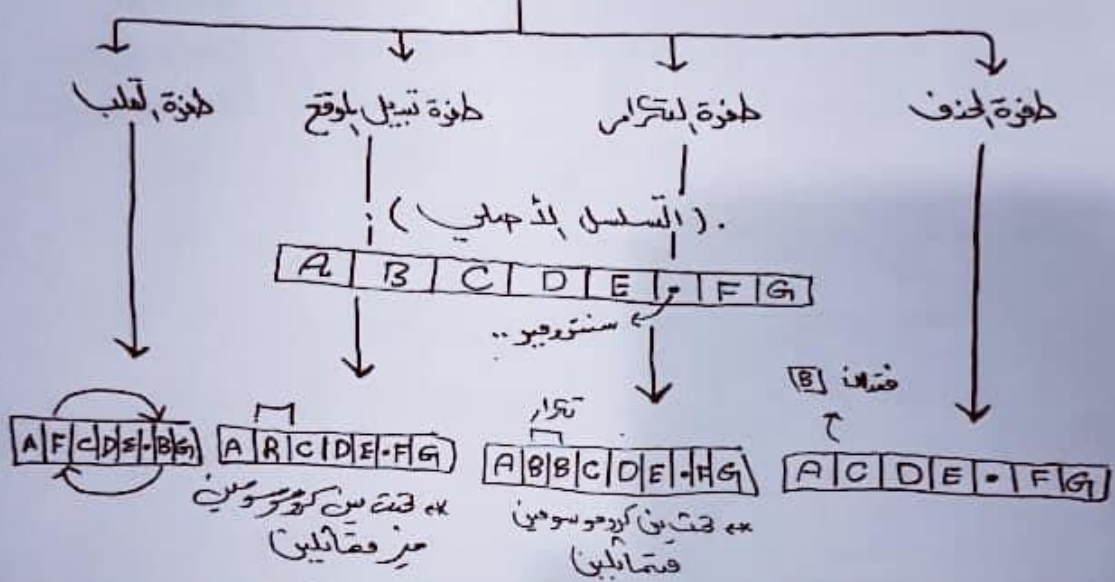 طفرة الحذف
طفرة التكرار
طفرة تبديل الموقع
طفرة القلب
(التسلسل الأصلي).
A B C D E • F G
سنترومير..
فقدان B
A C D E • F G
تكرار
A B B C D E • F G
** تحدث بين كروموسومين
متماثلين
A R C D E • F G
** تحدث بين كروموسومين
غير متماثلين
A F C D E • B G